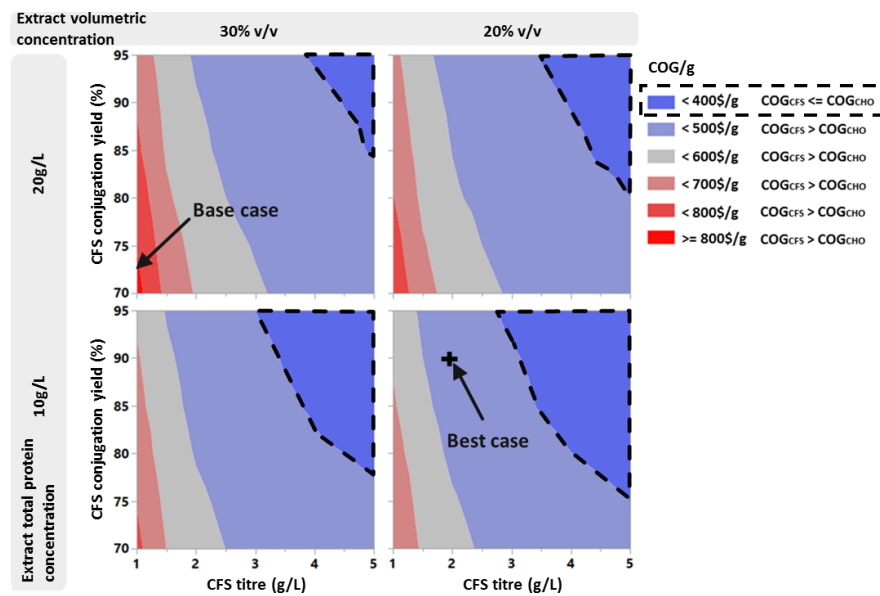 Extract volumetric
concentration
30% v/v
20% v/v
20g/L
CFS conjugation yield (%)
95
90
85
80
75
70
Base case
1
2
3
4
5
COG/g
< 400$/g COGCFS <= COGCHO
< 500$/g COGCFS > COGCHO
< 600$/g COGCFS > COGCHO
< 700$/g COGCFS > COGCHO
< 800$/g COGCFS > COGCHO
>= 800$/g COGCFS > COGCHO
Extract total protein
concentration
10g/L
CFS conjugation yield (%)
95
90
85
80
75
70
Best case
1
2
3
4
5
CFS titre (g/L)
CFS titre (g/L)